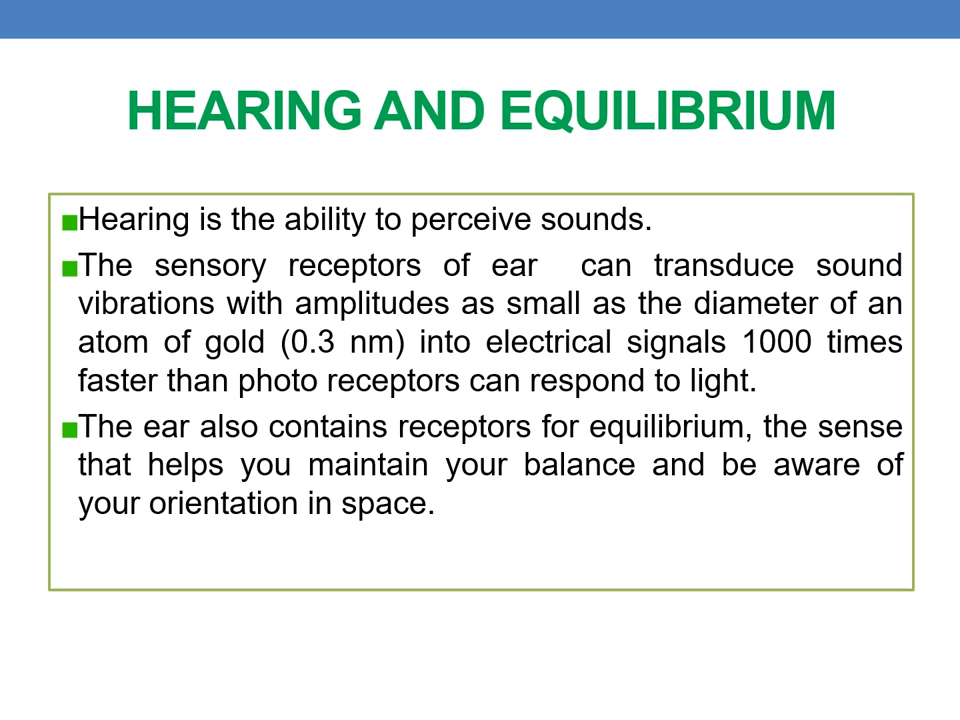 HEARING AND EQUILIBRIUM
Hearing is the ability to perceive sounds.
The sensory receptors of ear can transduce sound
vibrations with amplitudes as small as the diameter of an
atom of gold (0.3 nm) into electrical signals 1000 times
faster than photo receptors can respond to light.
The ear also contains receptors for equilibrium, the sense
that helps you maintain your balance and be aware of
your orientation in space.